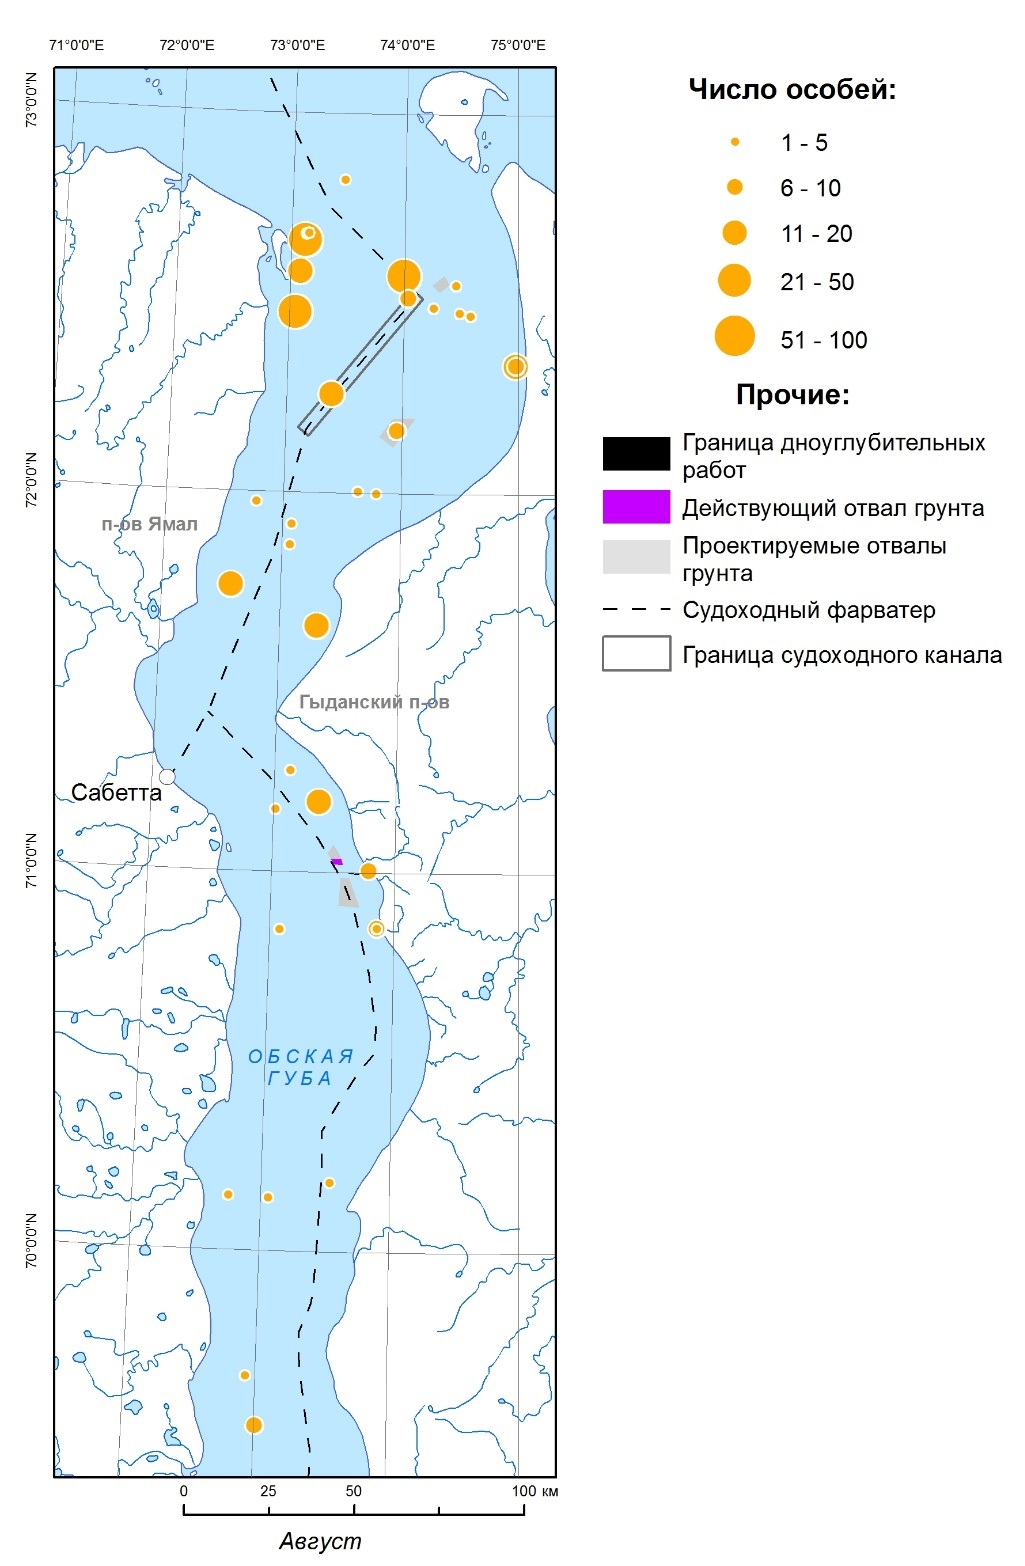 71°0'0"E 72°0'0"E 73°0'0"E 74°0'0"E 75°0'0"E
73°0'0"N
72°0'0"N
71°0'0"N
70°0'0"N
п-ов Ямал
Гыданский п-ов
Сабетта
ОБСКАЯ
ГУБА
0 25 50 100 км
Август
Число особей:
1 - 5
6 - 10
11 - 20
21 - 50
51 - 100
Прочие:
Граница дноуглубительных
работ
Действующий отвал грунта
Проектируемые отвалы
грунта
Судоходный фарватер
Граница судоходного канала